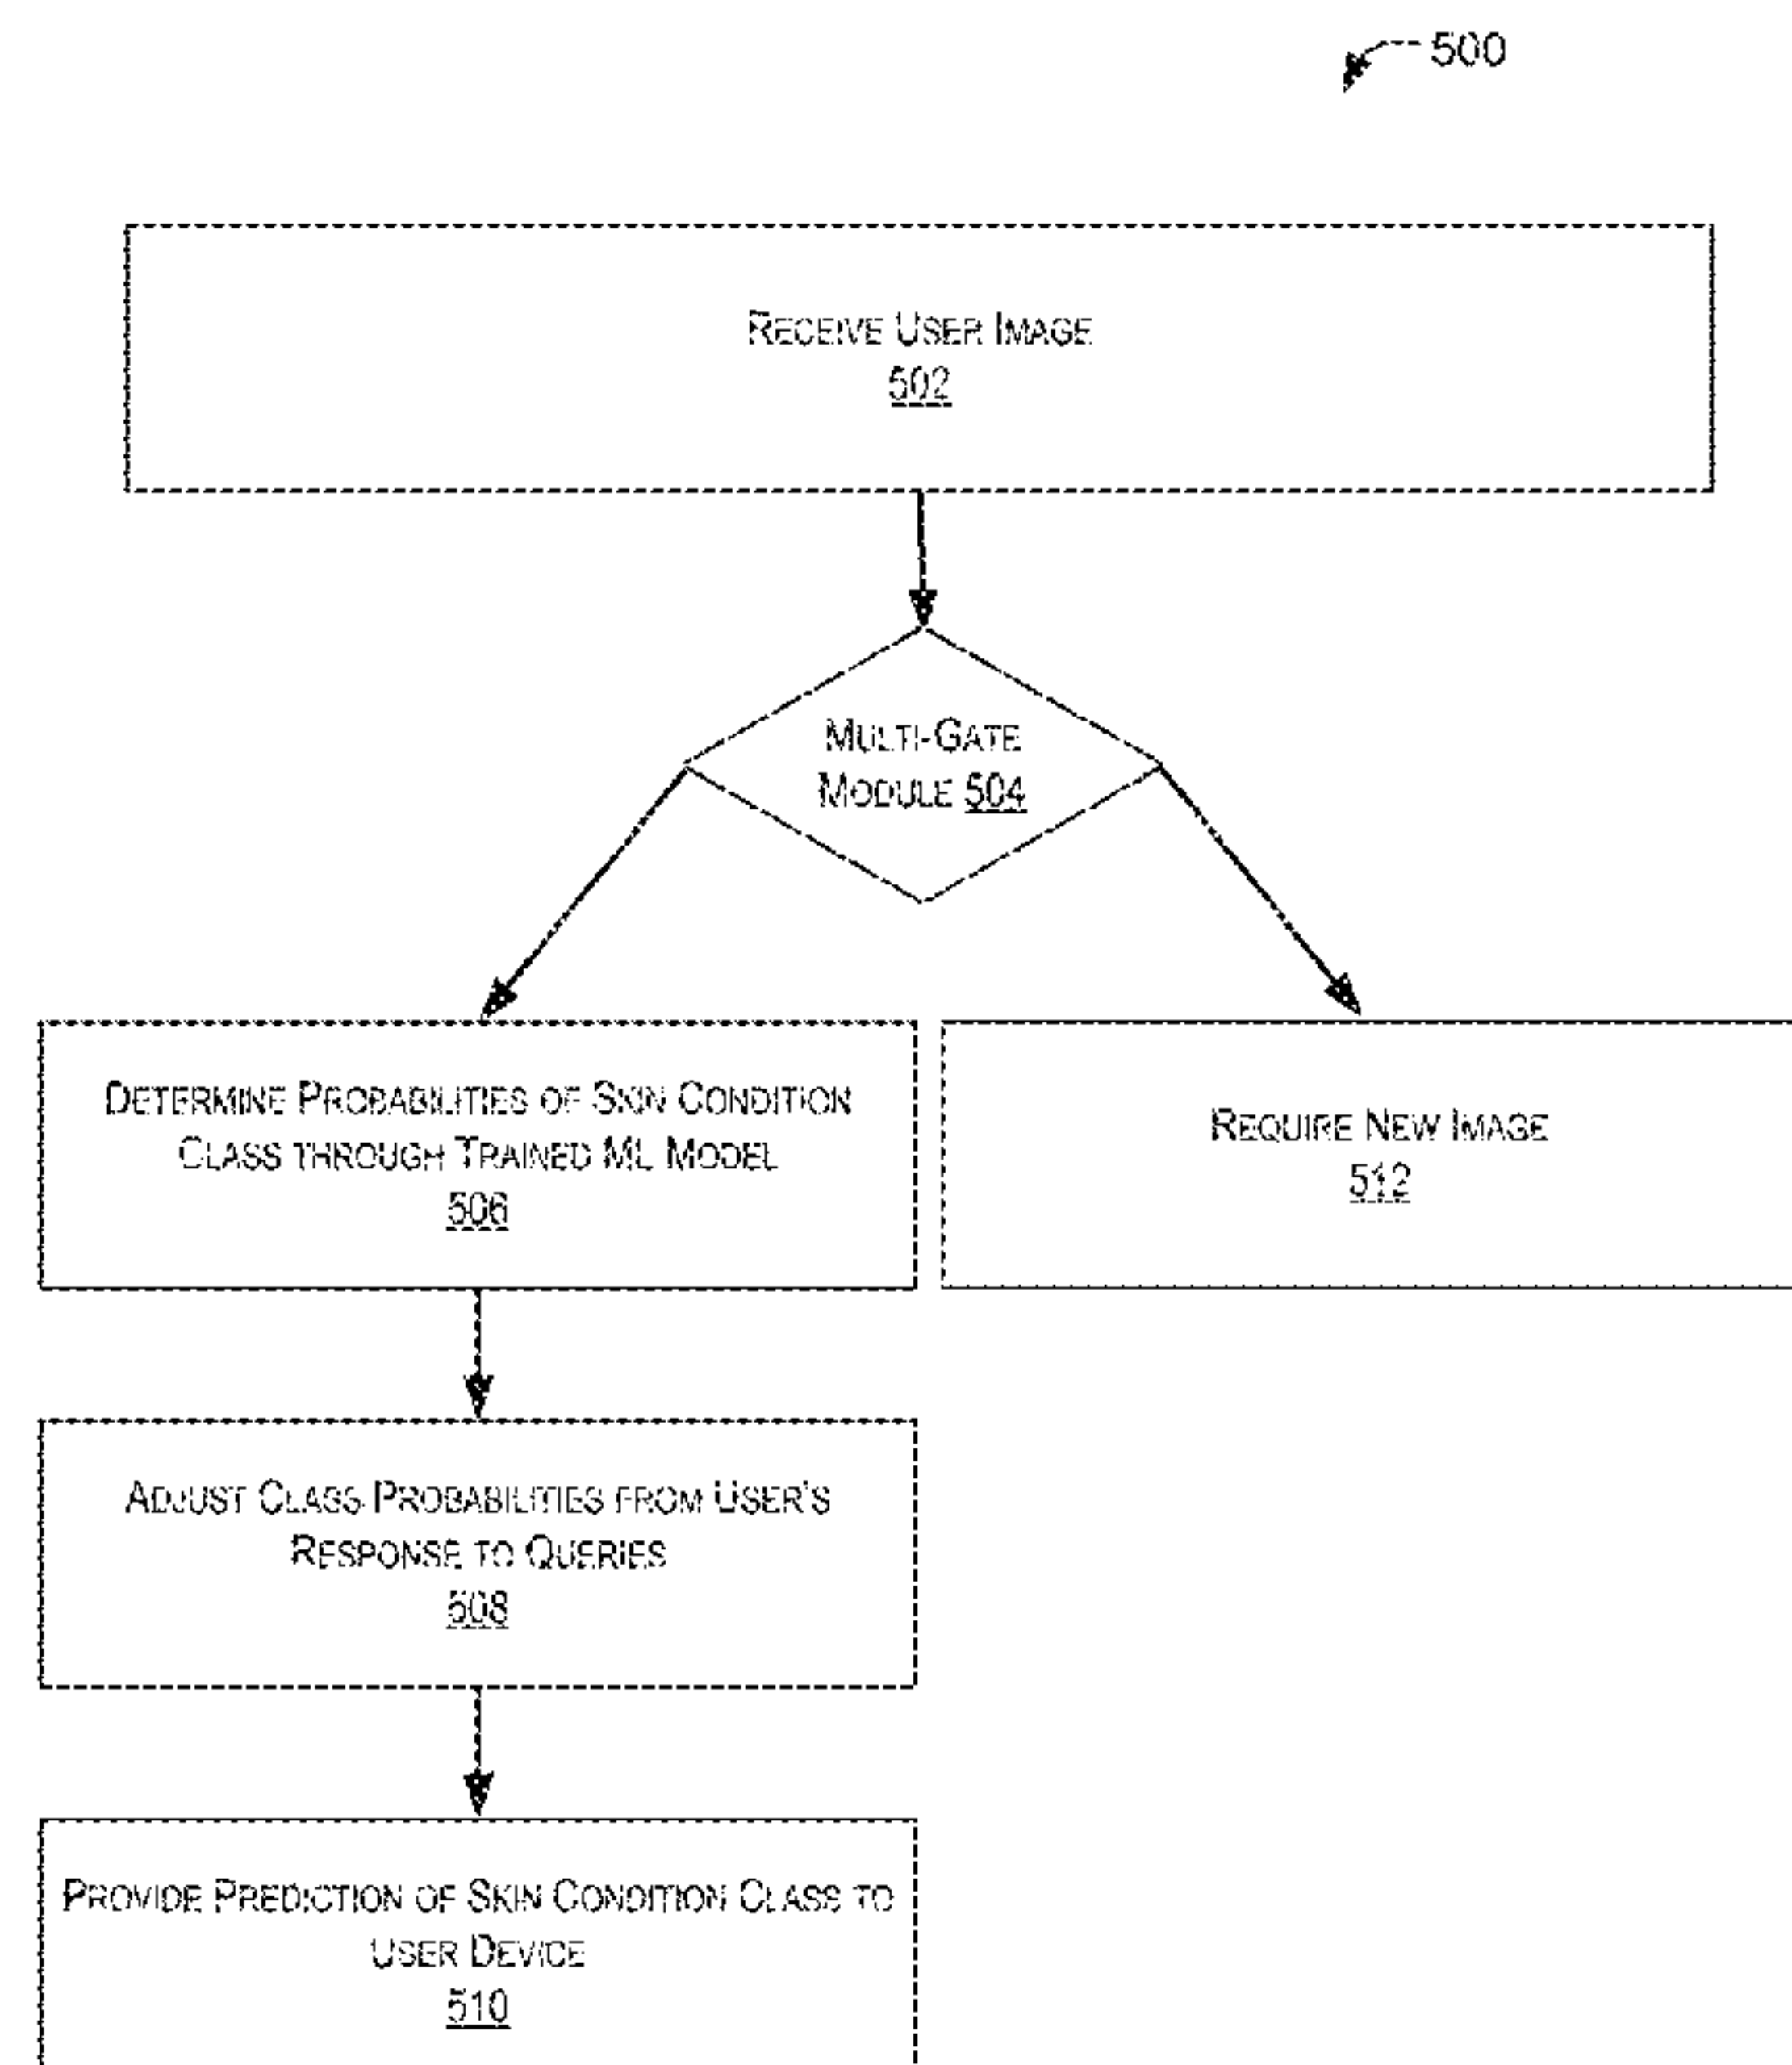 500
RECEIVE USER IMAGE
502
MULTI-GATE
MODULE 504
DETERMINE PROBABILITIES OF SKIN CONDITION
CLASS THROUGH TRAINED ML MODEL
506
REQUIRE NEW IMAGE
512
ADJUST CLASS PROBABILITIES FROM USER'S
RESPONSE TO QUERIES
508
PROVIDE PREDICTION OF SKIN CONDITION CLASS TO
USER DEVICE
510